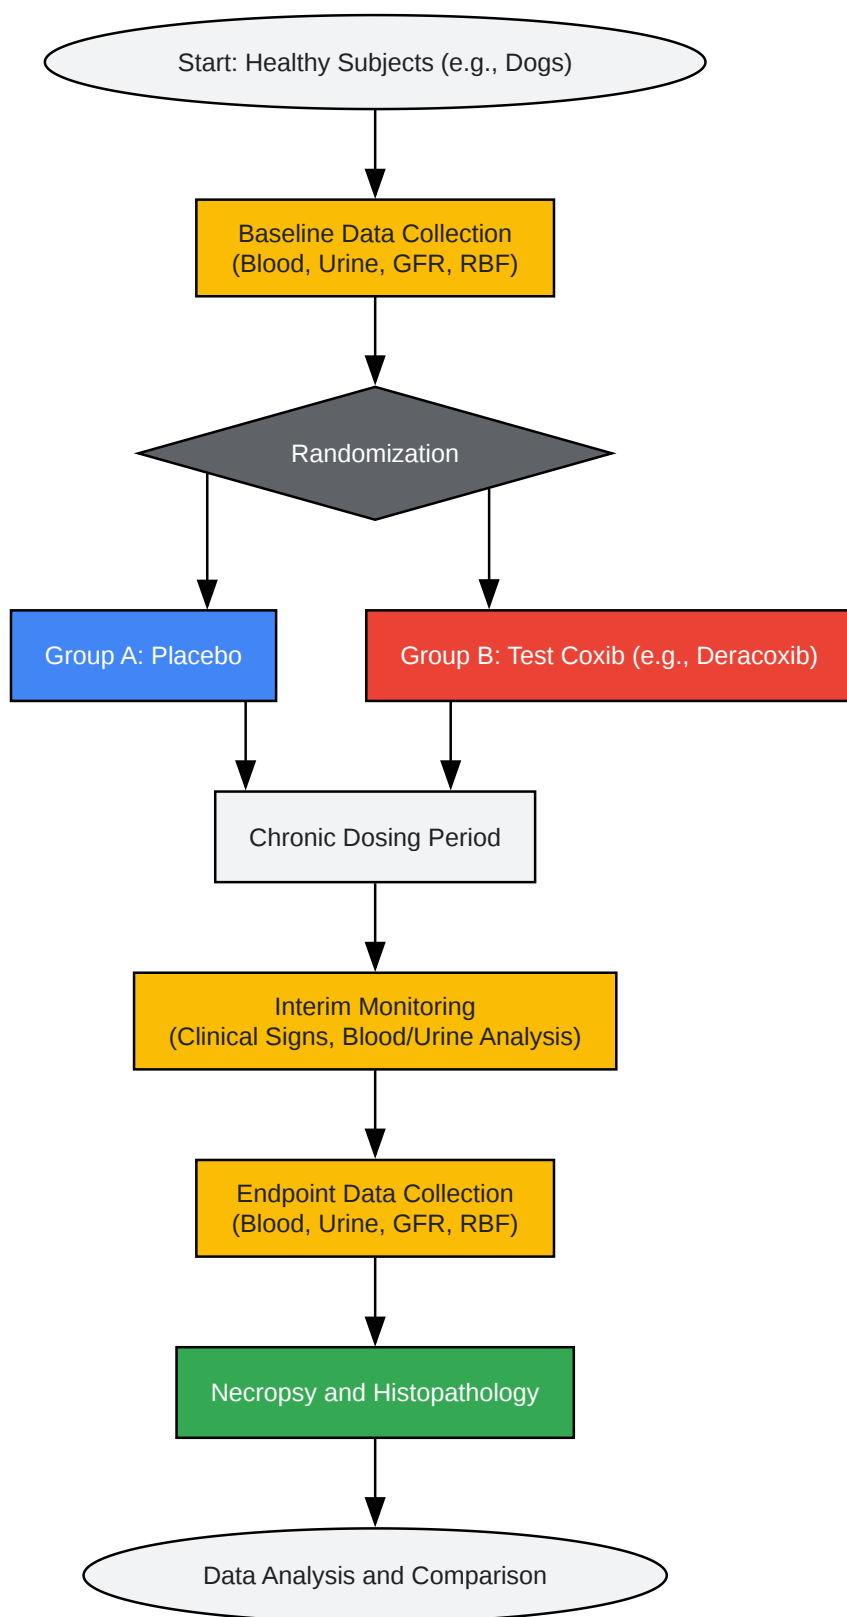 Start: Healthy Subjects (e.g., Dogs)
Baseline Data Collection
(Blood, Urine, GFR, RBF)
Randomization
Group A: Placebo
Group B: Test Coxib (e.g., Deracoxib)
Chronic Dosing Period
Interim Monitoring
(Clinical Signs, Blood/Urine Analysis)
Endpoint Data Collection
(Blood, Urine, GFR, RBF)
Necropsy and Histopathology
Data Analysis and Comparison